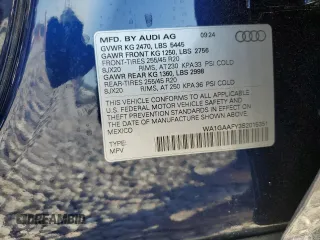 MFD. BY AUDI AG 09/24
GVWR KG 2470, LBS 5445
GAWR FRONT KG 1250, LBS 2756
FRONT-TIRES 255/45 R20
8JX20 RIMS, AT 230 KPA 33 PSI COLD
GAWR REAR KG 1360, LBS 2998
REAR-TIRES 255/45 R20
8JX20 RIMS, AT 250 KPA 36 PSI COLD
THIS VEHICLE CONFORMS TO ALL APPLICABLE
U.S. FEDERAL MOTOR VEHICLE SAFETY, BUMPER
AND THEFT PREVENTION STANDARDS IN EFFECT ON
THE DATE OF MANUFACTURE SHOWN ABOVE.
MEXICO
TYPE:
MPV